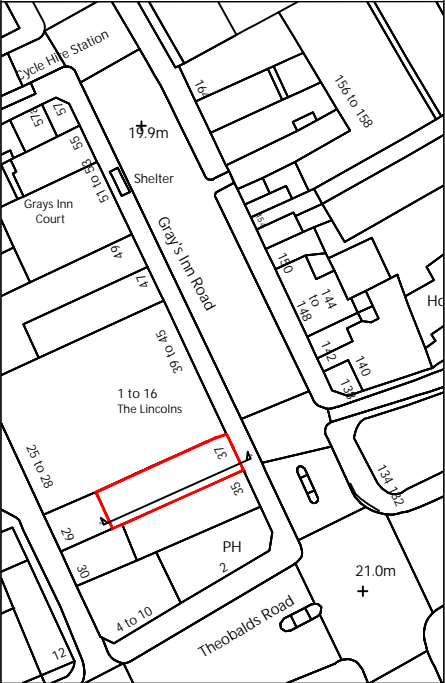 Cycle Hire Station
164
156 to 158
57a
57
55
19.9m
51 to 53
Shelter
Grays Inn
Court
Gray's Inn Road
49
47
150
144
to
148
39 to 45
142
140
1 to 16
The Lincolns
37
35
25 to 28
134
132
29
30
PH
2
21.0m
4 to 10
Theobalds Road
12